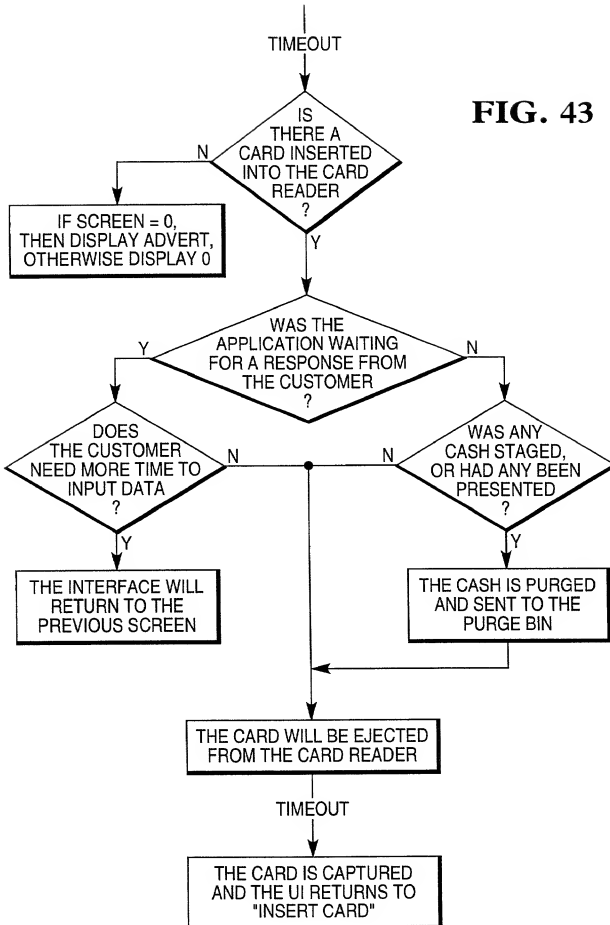 TIMEOUT
FIG. 43
IS
THERE A
CARD INSERTED
INTO THE CARD
READER
?
N
Y
IF SCREEN = 0,
THEN DISPLAY ADVERT,
OTHERWISE DISPLAY 0
WAS THE
APPLICATION WAITING
FOR A RESPONSE FROM
THE CUSTOMER
?
Y
N
DOES
THE CUSTOMER
NEED MORE TIME TO
INPUT DATA
?
N
Y
WAS ANY
CASH STAGED,
OR HAD ANY BEEN
PRESENTED
?
N
Y
THE INTERFACE WILL
RETURN TO THE
PREVIOUS SCREEN
THE CASH IS PURGED
AND SENT TO THE
PURGE BIN
THE CARD WILL BE EJECTED
FROM THE CARD READER
TIMEOUT
THE CARD IS CAPTURED
AND THE UI RETURNS TO
"INSERT CARD"